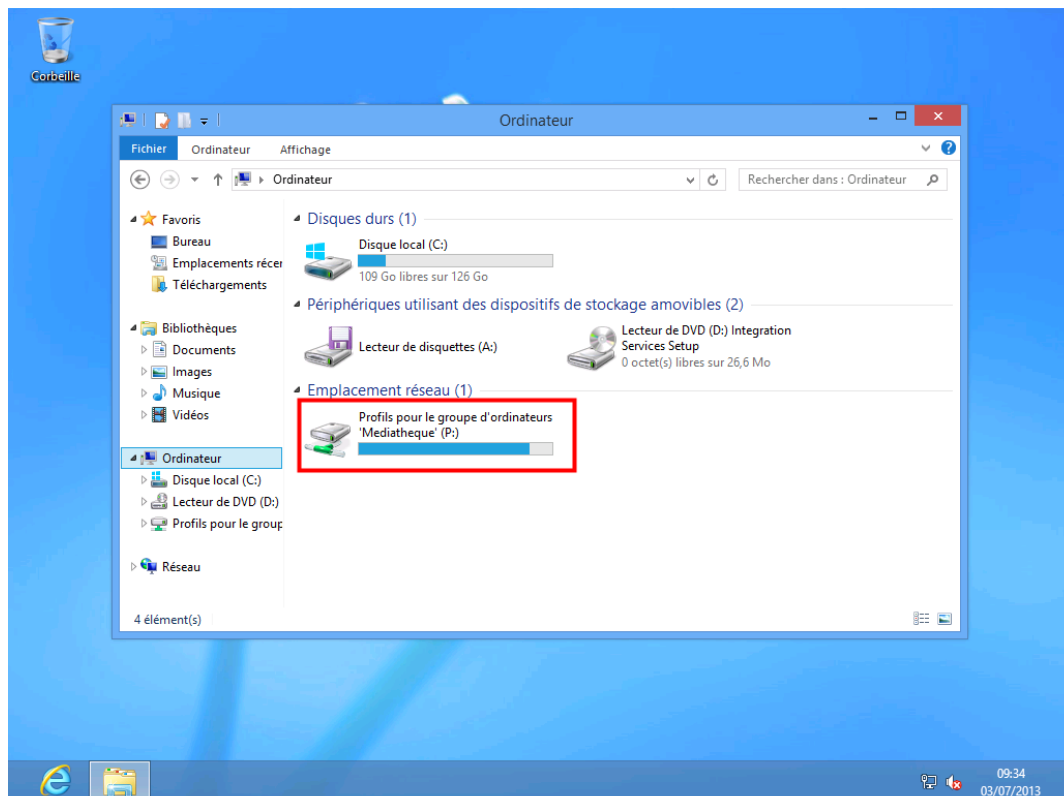 Corbeille
Ordinateur
Fichier Ordinateur Affichage
Ordinateur
Rechercher dans : Ordinateur
Favoris
Bureau
Emplacements récer
Téléchargements
Bibliothèques
Documents
Images
Musique
Vidéos
Ordinateur
Disque local (C:)
Lecteur de DVD (D:)
Profils pour le group
Réseau
Disques durs (1)
Disque local (C:)
109 Go libres sur 126 Go
Périphériques utilisant des dispositifs de stockage amovibles (2)
Lecteur de disquettes (A:)
Lecteur de DVD (D:) Integration
Services Setup
0 octet(s) libres sur 26,6 Mo
Emplacement réseau (1)
Profils pour le groupe d'ordinateurs
'Mediatheque' (P:)
4 élément(s)
09:34
03/07/2013